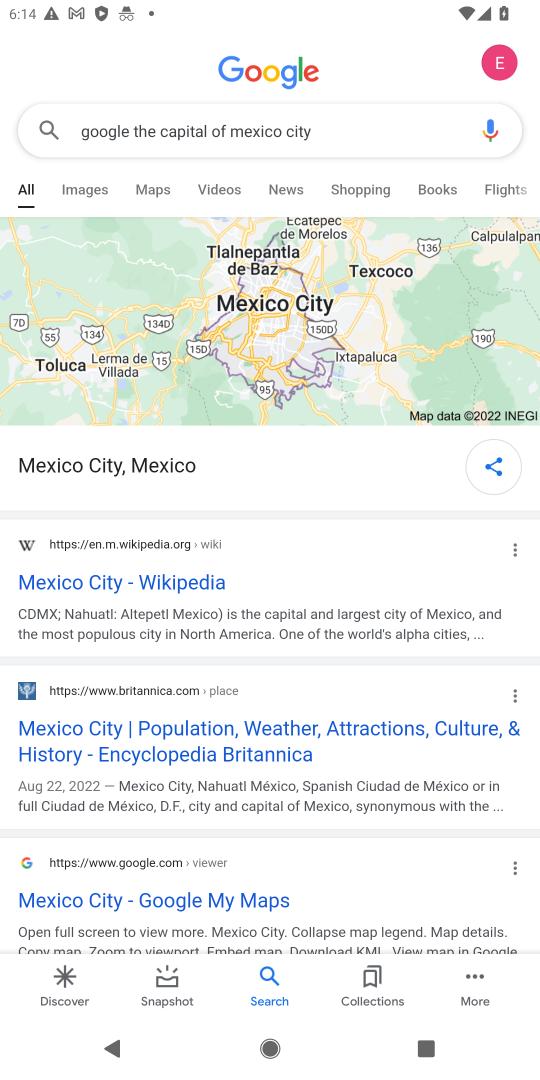 6:14
Google
E
google the capital of mexico city
All Images Maps Videos News Shopping Books Flights
Ecatepec
de Morelos
136
Calpulalpan
Tlalnepantla
de Baz
Texcoco
Mexico City
7D
55
134
134D
15D
150D
190
Toluca
Lerma de
Villada
15
Ixtapaluca
95
Map data ©2022 INEGI
Mexico City, Mexico
W
https://en.m.wikipedia.org › wiki
Mexico City - Wikipedia
CDMX; Nahuatl: Altepetl Mexico) is the capital and largest city of Mexico, and
the most populous city in North America. One of the world's alpha cities, ...
https://www.britannica.com › place
Mexico City | Population, Weather, Attractions, Culture, &
History - Encyclopedia Britannica
Aug 22, 2022 — Mexico City, Nahuatl México, Spanish Ciudad de México or in
full Ciudad de México, D.F., city and capital of Mexico, synonymous with the ...
https://www.google.com › viewer
Mexico City - Google My Maps
Open full screen to view more. Mexico City. Collapse map legend. Map details.
Copy map. Zoom to viewport. Embed map. Download KML. View map in Google
Discover Snapshot Search Collections More